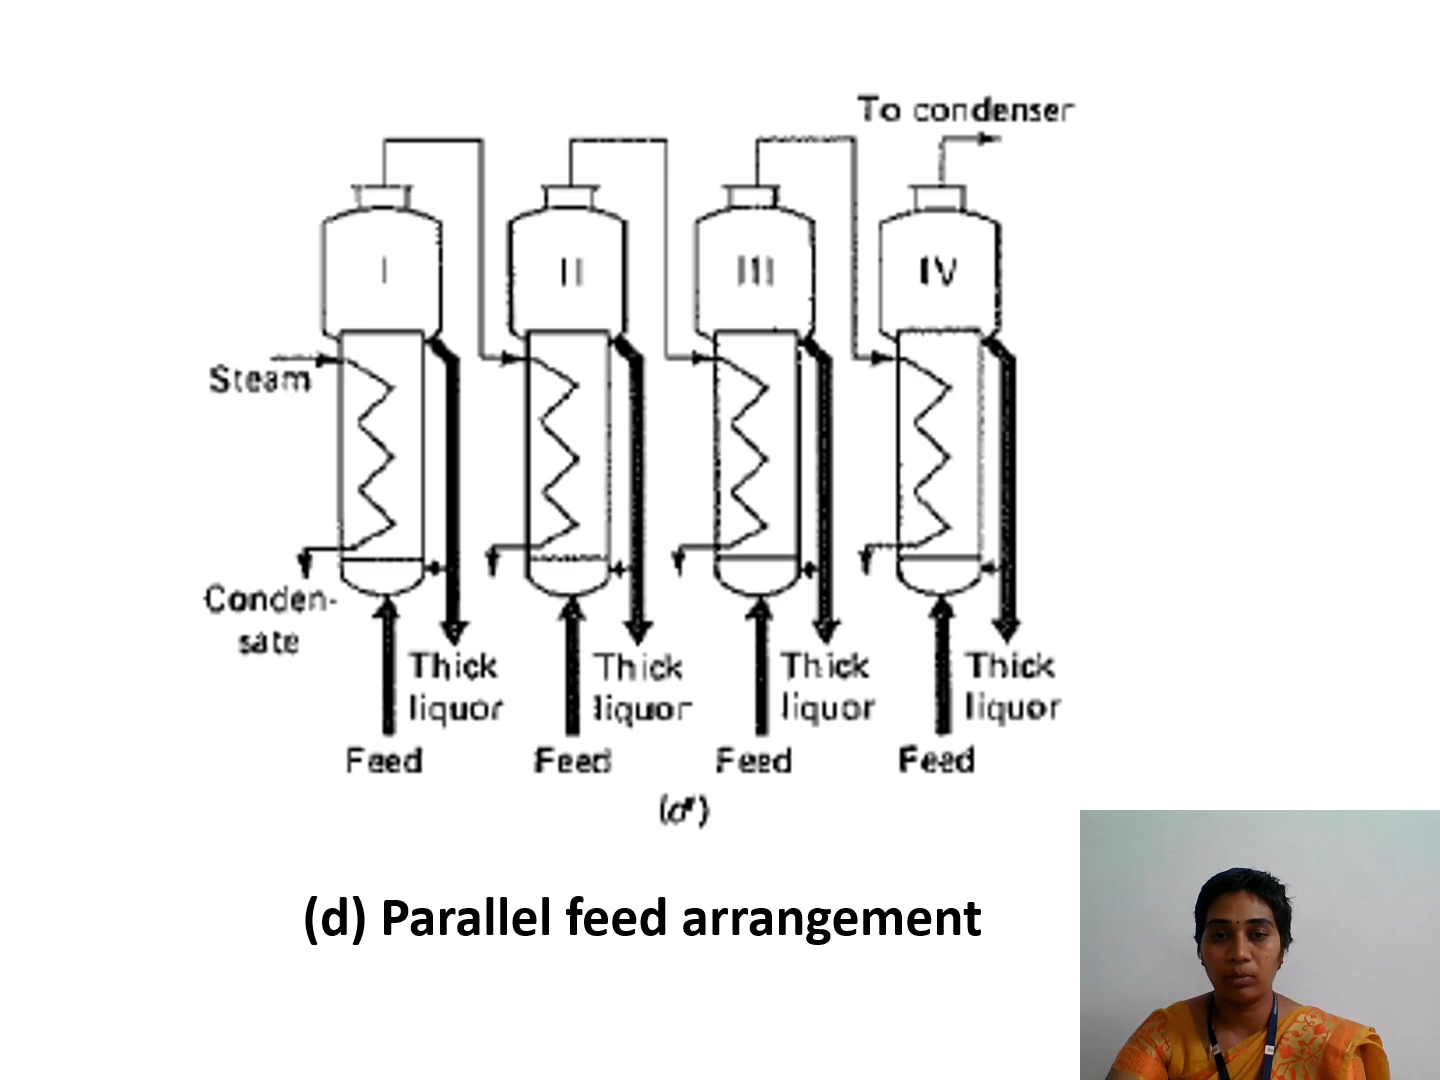 To condenser
I II III IV
Steam
Conden-
sate
Thick Thick Thick Thick
liquor liquor liquor liquor
Feed Feed Feed Feed
(d)
(d) Parallel feed arrangement